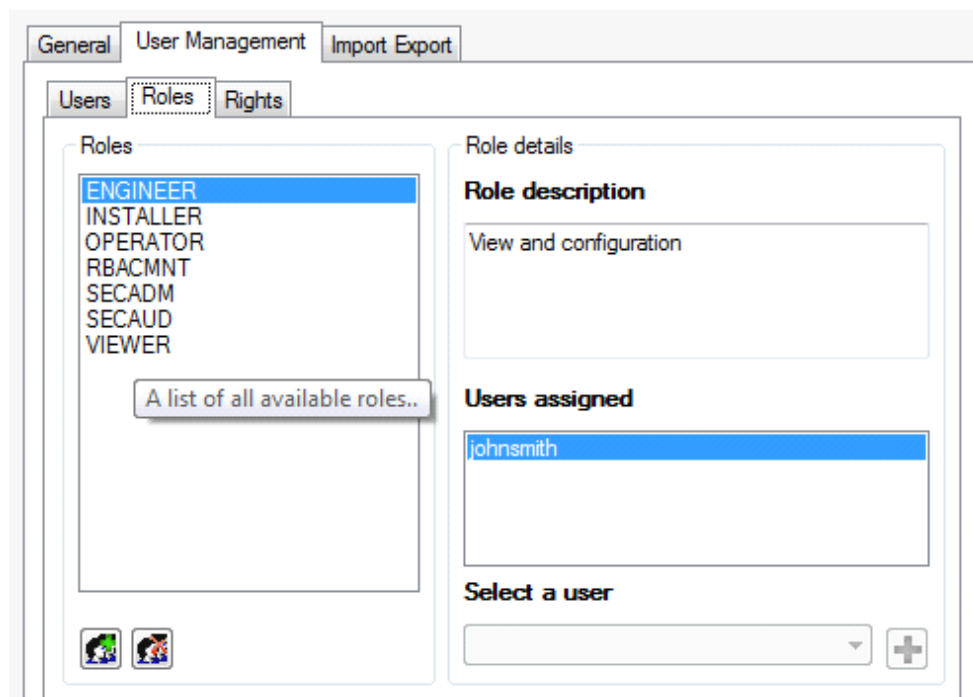 General
User Management
Import Export
Users
Roles
Rights
Roles
ENGINEER
INSTALLER
OPERATOR
RBACMNT
SECADM
SECAUD
VIEWER
A list of all available roles..
Role details
Role description
View and configuration
Users assigned
johnsmith
Select a user